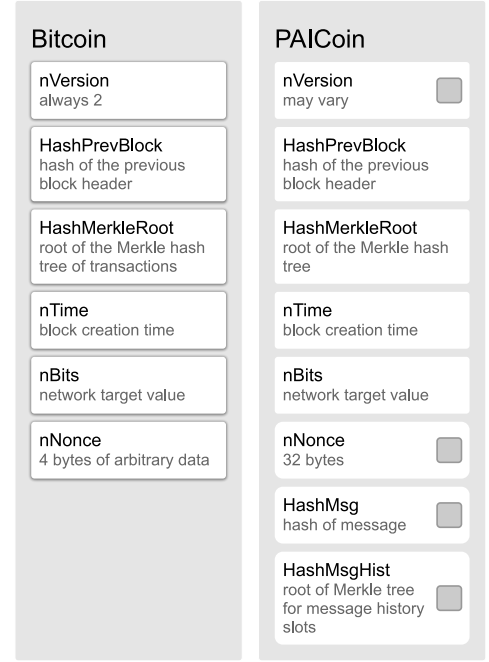 Bitcoin
nVersion
always 2
HashPrevBlock
hash of the previous
block header
HashMerkleRoot
root of the Merkle hash
tree of transactions
nTime
block creation time
nBits
network target value
nNonce
4 bytes of arbitrary data
PAICoin
nVersion
may vary
HashPrevBlock
hash of the previous
block header
HashMerkleRoot
root of the Merkle hash
tree
nTime
block creation time
nBits
network target value
nNonce
32 bytes
HashMsg
hash of message
HashMsgHist
root of Merkle tree
for message history
slots